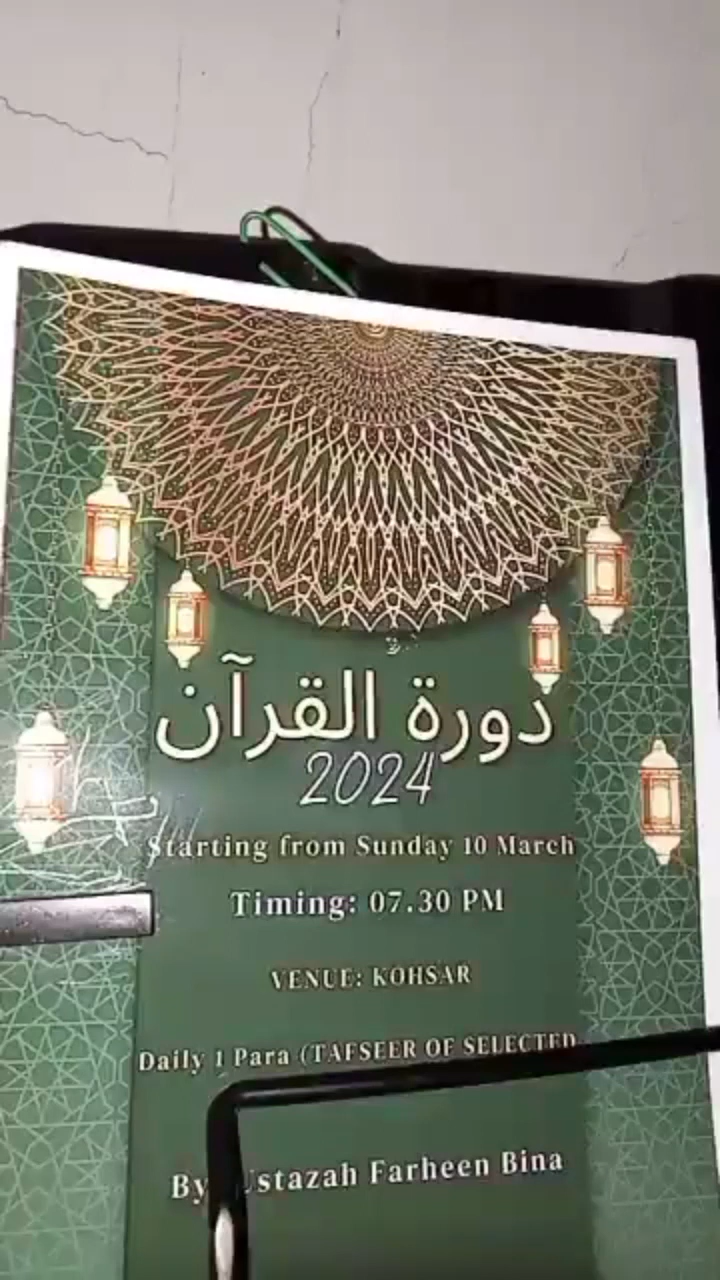 دورة القرآن
2024
Starting from Sunday 10 March
Timing: 07.30 PM
VENUE: KOHSAR
Daily 1 Para (TAFSEER OF SELECTED
By Ustazah Farheen Bina